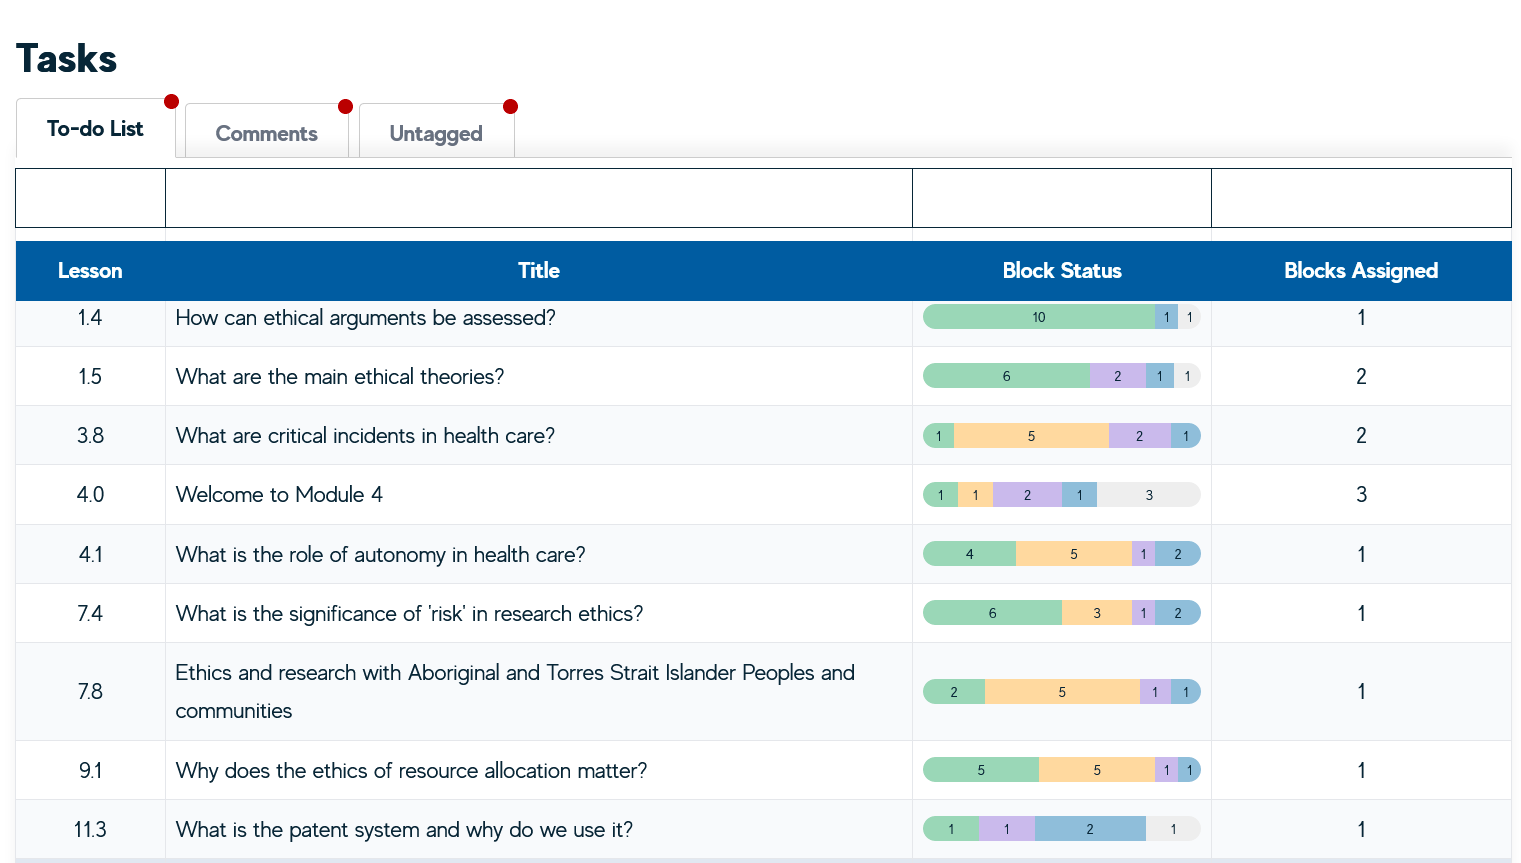 Tasks
To-do List
Comments
Untagged
Lesson Title Block Status Blocks Assigned
1.4 How can ethical arguments be assessed? 10 1 1 1
1.5 What are the main ethical theories? 6 2 1 1 2
3.8 What are critical incidents in health care? 1 5 2 1 2
4.0 Welcome to Module 4 1 1 2 1 3 3
4.1 What is the role of autonomy in health care? 4 5 1 2 1
7.4 What is the significance of 'risk' in research ethics? 6 3 1 2 1
7.8 Ethics and research with Aboriginal and Torres Strait Islander Peoples and
communities 2 5 1 1 1
9.1 Why does the ethics of resource allocation matter? 5 5 1 1 1
11.3 What is the patent system and why do we use it? 1 1 2 1 1